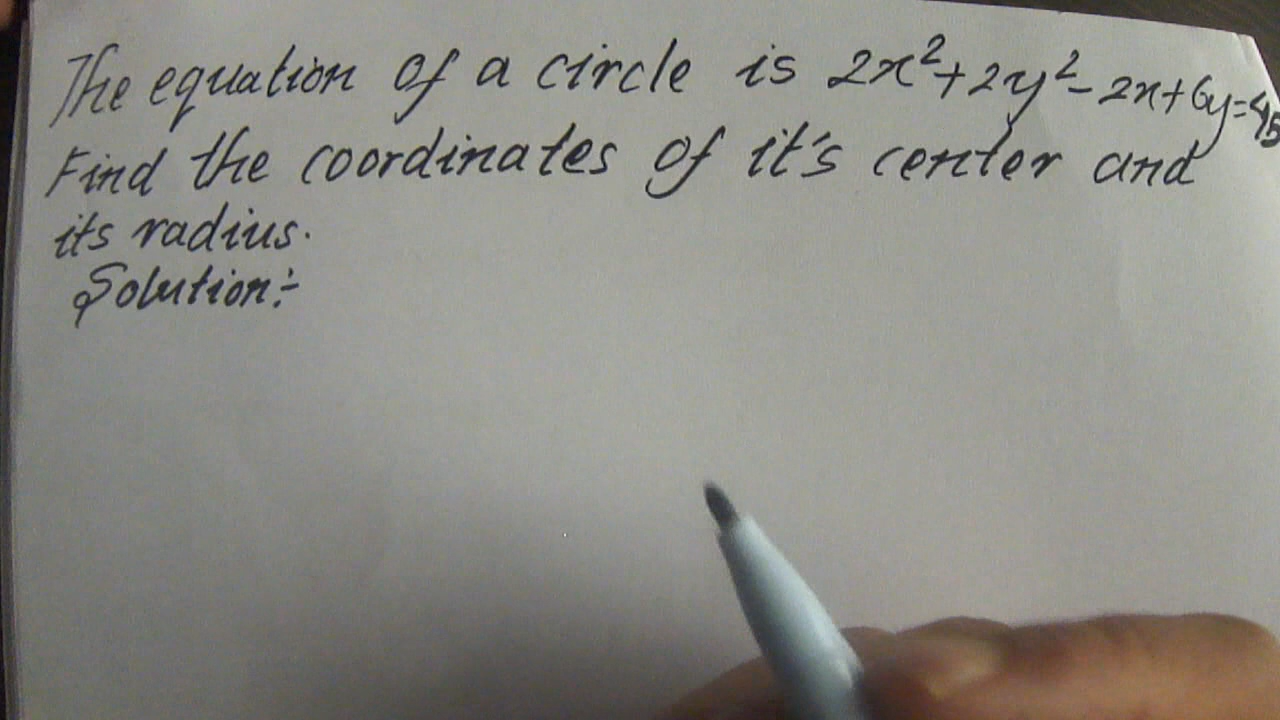 The equation of a circle is 2x²+2y²-2x+6y=45
Find the coordinates of it's center and
its radius.
Solution:-